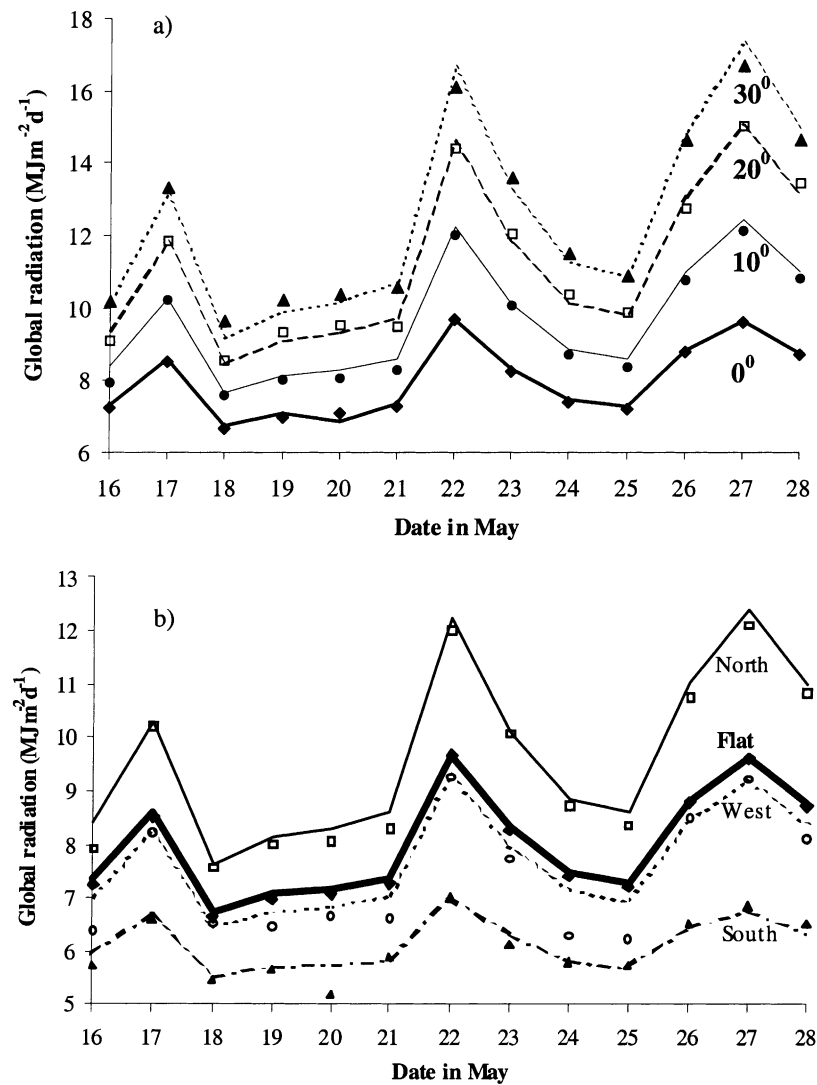 a)
Global radiation (MJm⁻²d⁻¹)
18
16
14
12
10
8
6
30⁰
20⁰
10⁰
0⁰
16 17 18 19 20 21 22 23 24 25 26 27 28
Date in May
b)
Global radiation (MJm⁻²d⁻¹)
13
12
11
10
9
8
7
6
5
North
Flat
West
South
16 17 18 19 20 21 22 23 24 25 26 27 28
Date in May